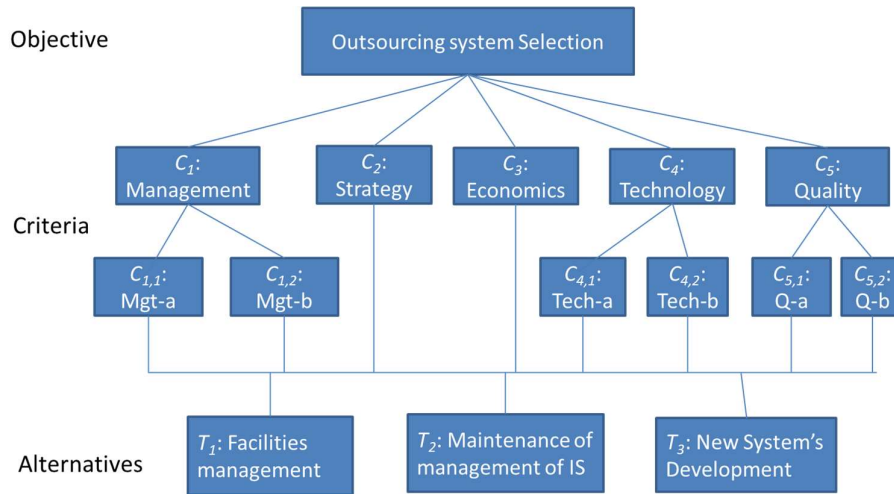 Objective
Outsourcing system Selection
C1:
Management
C2:
Strategy
C3:
Economics
C4:
Technology
C5:
Quality
Criteria
C1,1:
Mgt-a
C1,2:
Mgt-b
C4,1:
Tech-a
C4,2:
Tech-b
C5,1:
Q-a
C5,2:
Q-b
Alternatives
T1: Facilities
management
T2: Maintenance of
management of IS
T3: New System’s
Development